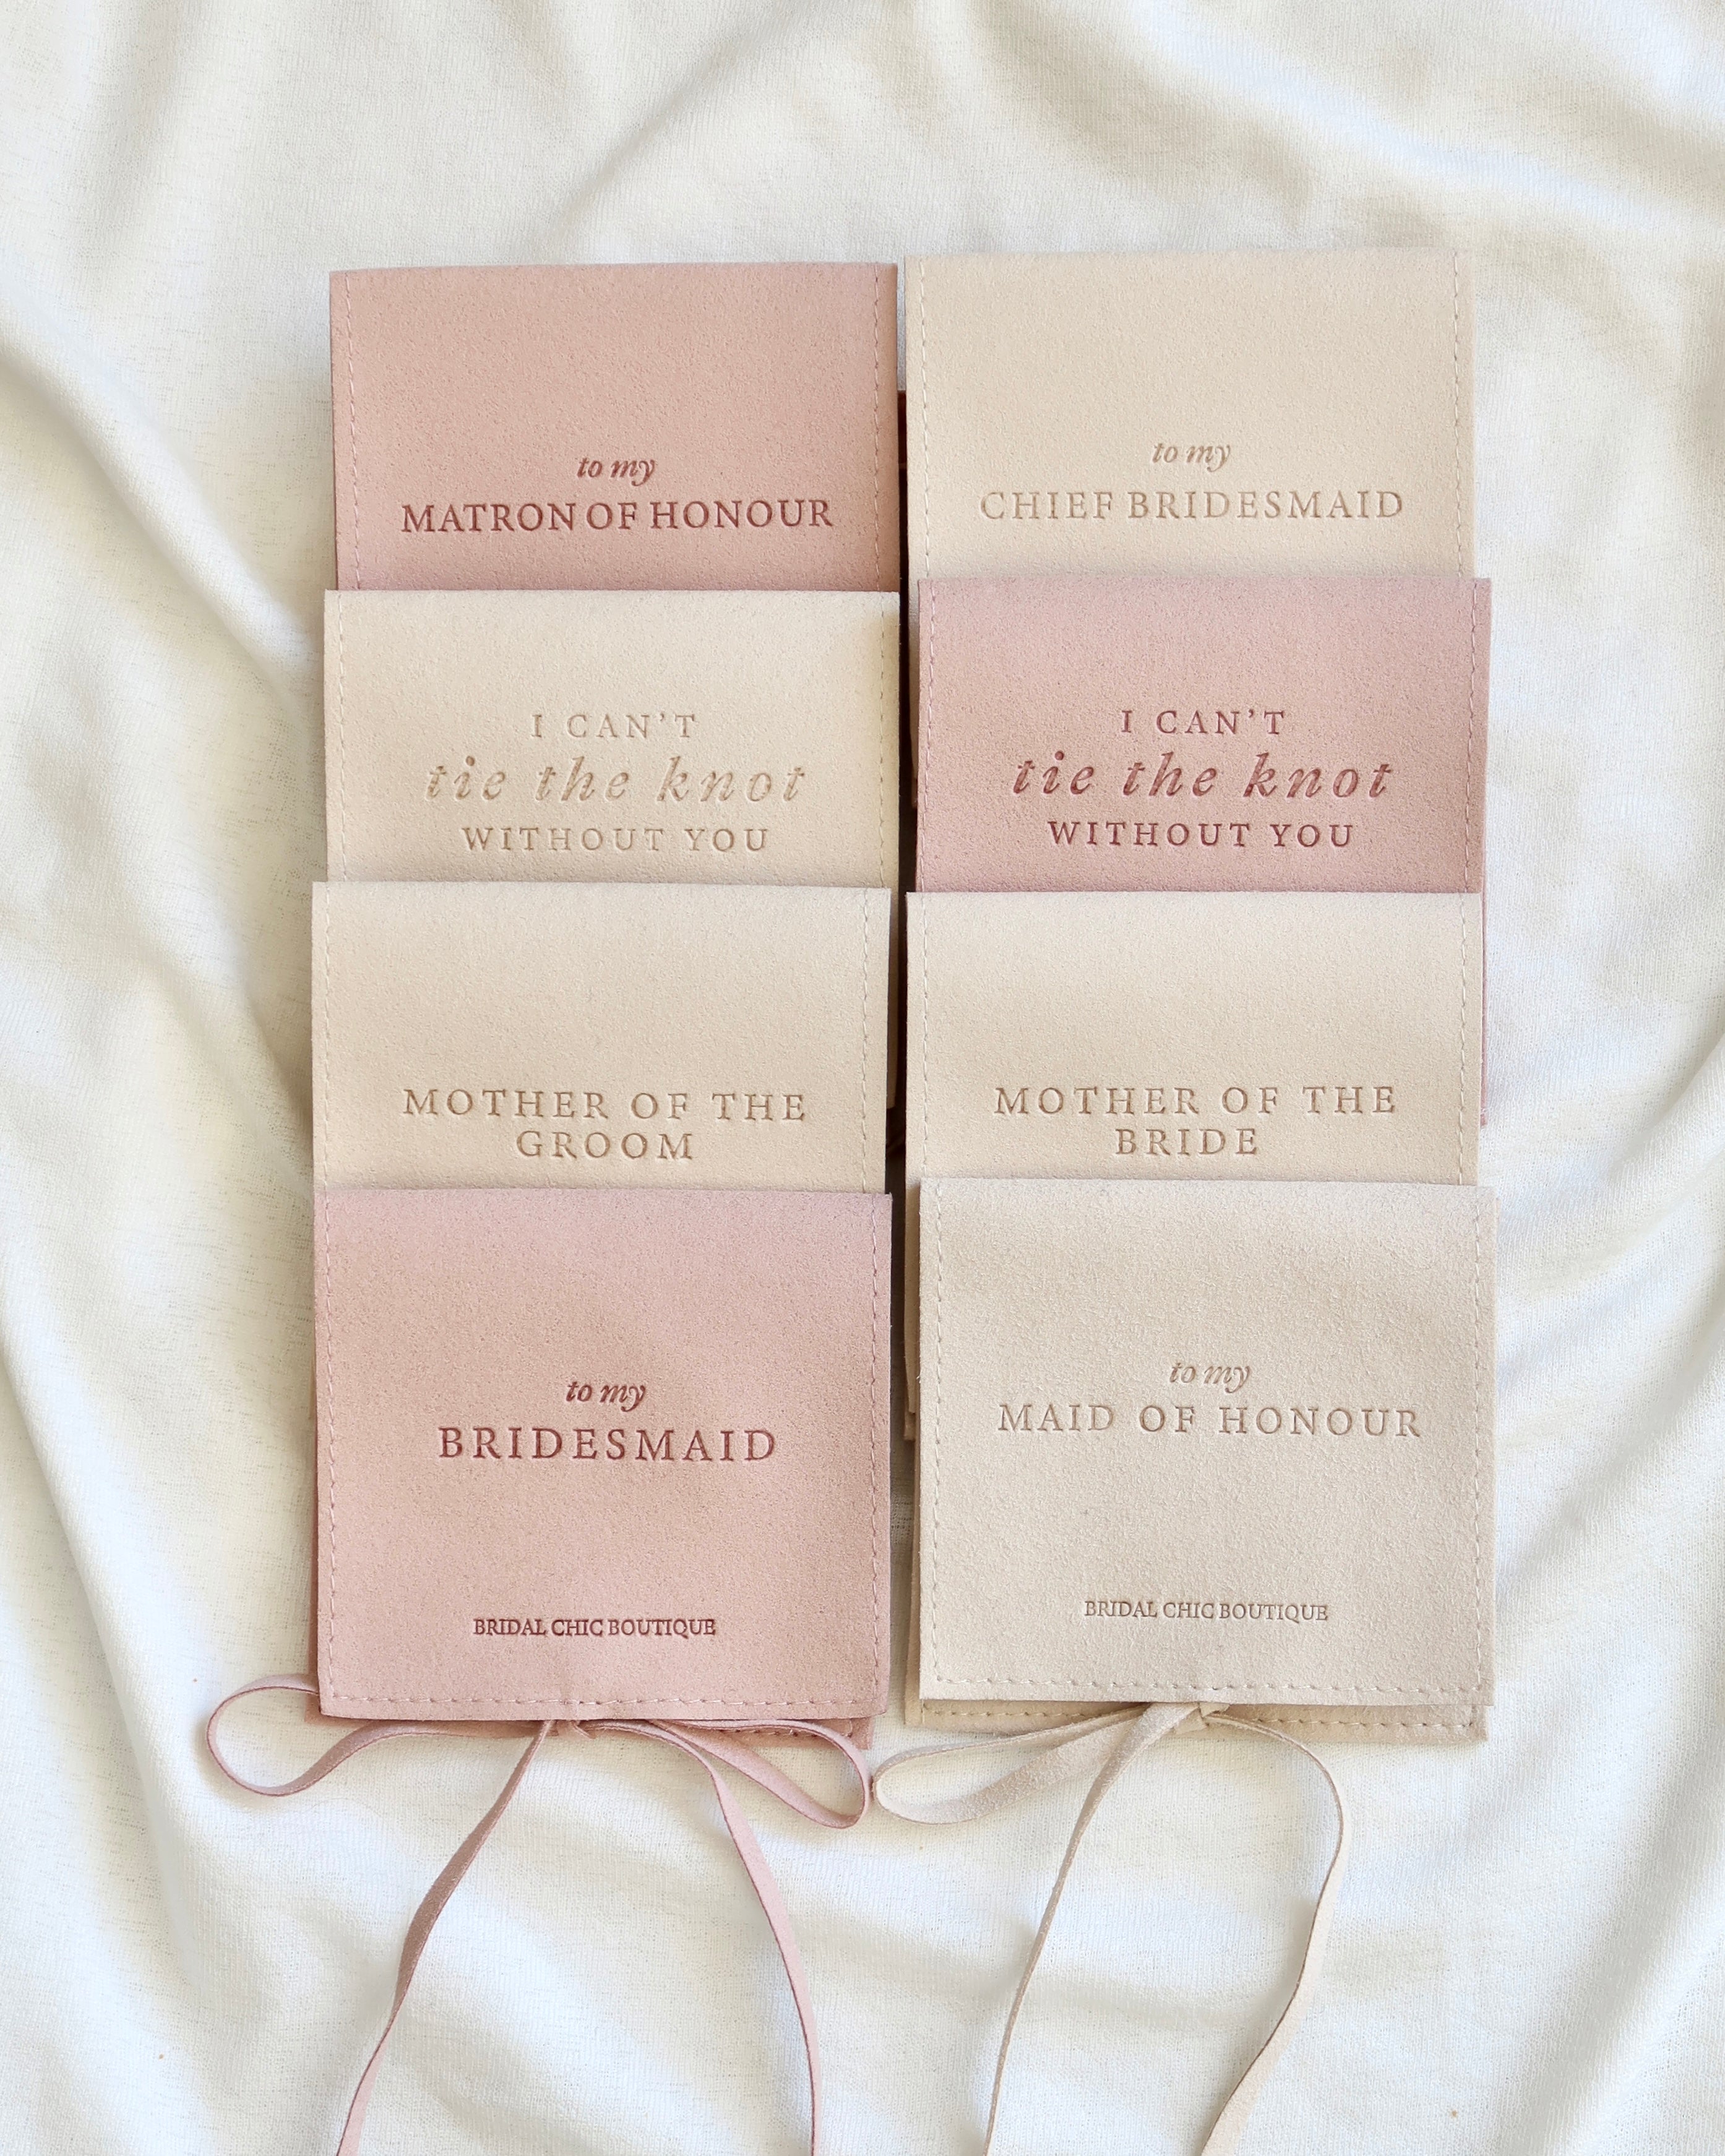 to my
MATRON OF HONOUR
to my
CHIEF BRIDESMAID
I CAN'T
tie the knot
WITHOUT YOU
I CAN'T
tie the knot
WITHOUT YOU
MOTHER OF THE
GROOM
MOTHER OF THE
BRIDE
to my
BRIDESMAID
BRIDAL CHIC BOUTIQUE
to my
MAID OF HONOUR
BRIDAL CHIC BOUTIQUE